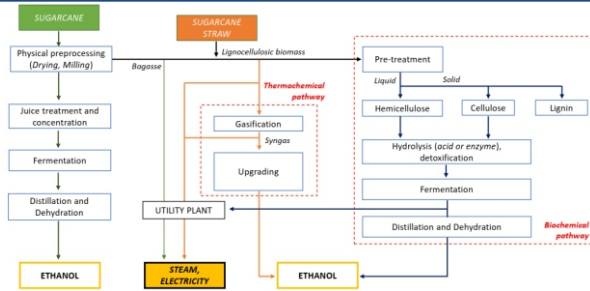 SUGARCANE
SUGARCANE
STRAW
Physical preprocessing
(Drying, Milling)
Lignocellulosic biomass
Bagasse
Pre-treatment
Liquid
Solid
Thermochemical
pathway
Juice treatment and
concentration
Hemicellulose
Cellulose
Lignin
Gasification
Syngas
Hydrolysis (acid or enzyme),
detoxification
Fermentation
Upgrading
Fermentation
Distillation and
Dehydration
UTILITY PLANT
Distillation and Dehydration
Biochemical
pathway
ETHANOL
STEAM,
ELECTRICITY
ETHANOL